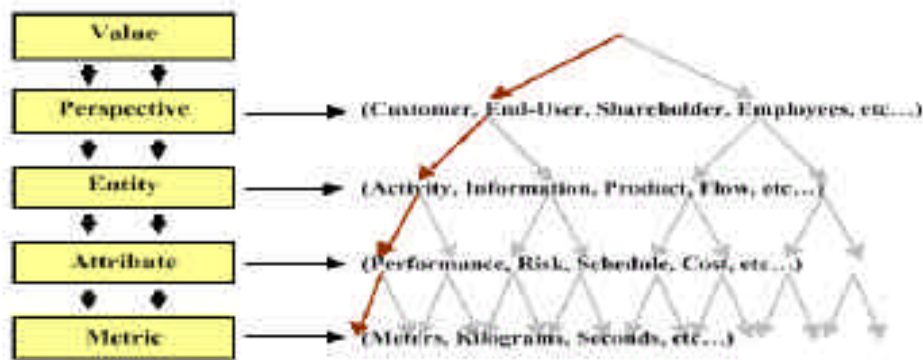 Value
Perspective
(Customer, End-User, Shareholder, Employees, etc...)
Entity
(Activity, Information, Product, Flow, etc...)
Attribute
(Performance, Risk, Schedule, Cost, etc...)
Metric
(Meters, Kilograms, Seconds, etc...)